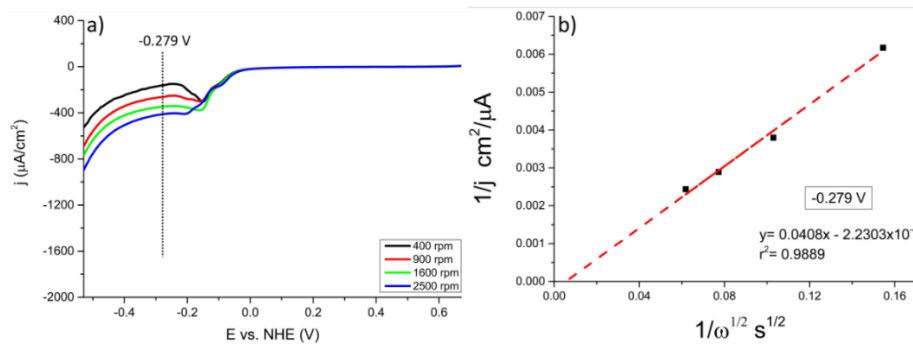 a)
-0.279 V
400
0
-400
-800
-1200
-1600
-2000
j (μA/cm²)
-0.4
-0.2
0.0
0.2
0.4
0.6
E vs. NHE (V)
400 rpm
900 rpm
1600 rpm
2500 rpm
b)
0.007
0.006
0.005
0.004
0.003
0.002
0.001
0.000
1/j cm²/μA
0.00
0.04
0.08
0.12
0.16
1/ω^1/2 s^1/2
-0.279 V
y= 0.0408x - 2.2303x10⁻
r²= 0.9889